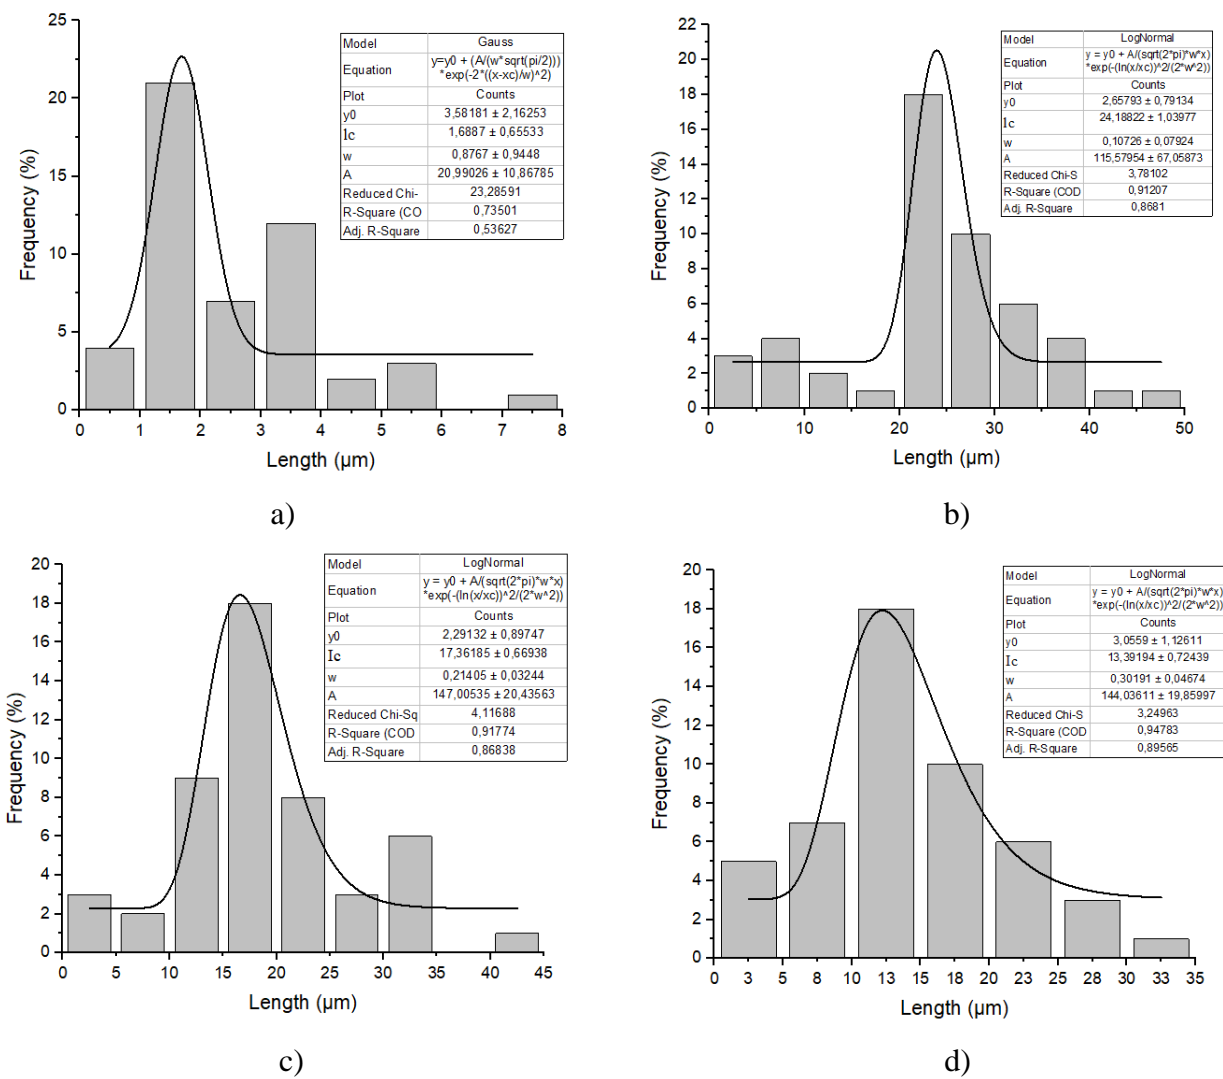 25
20
15
10
5
0
Frequency (%)
0 1 2 3 4 5 6 7 8
Length (µm)
Model Gauss
Equation y=y0 + (A/(w*sqrt(pi/2)))
*exp(-2*((x-xc)/w)^2)
Plot Counts
y0 3,58181 ± 2,16253
Ic 1,6887 ± 0,65533
w 0,8767 ± 0,9448
A 20,99026 ± 10,86785
Reduced Chi- 23,28591
R-Square (CO 0,73501
Adj. R-Square 0,53627
a)
22
20
18
16
14
12
10
8
6
4
2
0
Frequency (%)
0 10 20 30 40 50
Length (µm)
Model LogNormal
Equation y = y0 + A/(sqrt(2*pi)*w*x)
*exp(-(ln(x/xc))^2/(2*w^2))
Plot Counts
y0 2,65793 ± 0,79134
Ic 24,18822 ± 1,03977
w 0,10726 ± 0,07924
A 115,57954 ± 67,05873
Reduced Chi-S 3,78102
R-Square (COD 0,91207
Adj. R-Square 0,8681
b)
20
18
16
14
12
10
8
6
4
2
0
Frequency (%)
0 5 10 15 20 25 30 35 40 45
Length (µm)
Model LogNormal
Equation y = y0 + A/(sqrt(2*pi)*w*x)
*exp(-(ln(x/xc))^2/(2*w^2))
Plot Counts
y0 2,29132 ± 0,89747
Ic 17,36185 ± 0,66938
w 0,21405 ± 0,03244
A 147,00535 ± 20,43563
Reduced Chi-Sq 4,11688
R-Square (COD 0,91774
Adj. R-Square 0,86838
c)
20
18
16
14
12
10
8
6
4
2
0
Frequency (%)
0 3 5 8 10 13 15 18 20 23 25 28 30 33 35
Length (µm)
Model LogNormal
Equation y = y0 + A/(sqrt(2*pi)*w*x)
*exp(-(ln(x/xc))^2/(2*w^2))
Plot Counts
y0 3,0559 ± 1,12611
Ic 13,39194 ± 0,72439
w 0,30191 ± 0,04674
A 144,03611 ± 19,85997
Reduced Chi-S 3,24963
R-Square (COD 0,94783
Adj. R-Square 0,89565
d)